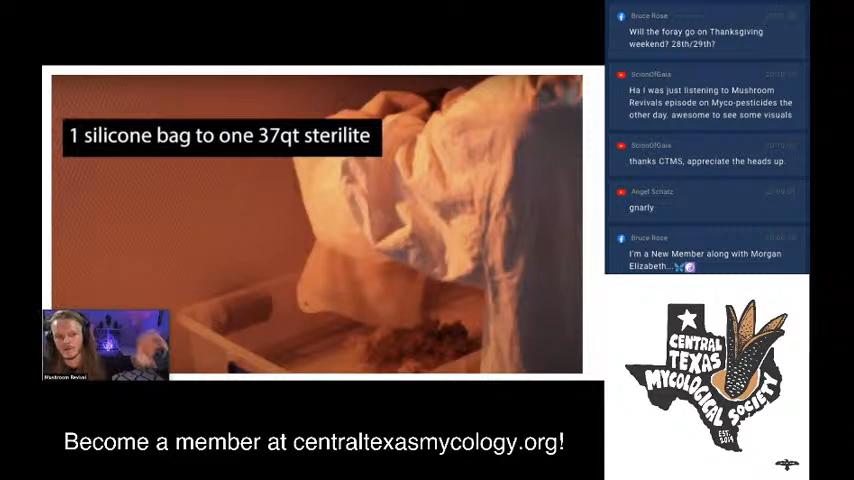 1 silicone bag to one 37qt sterilite
Mushroom Revival
Become a member at centraltexasmycology.org!
Bruce Rose
Will the foray go on Thanksgiving
weekend? 28th/29th?
ScionOfGaia
Ha I was just listening to Mushroom
Revivals episode on Myco-pesticides the
other day. awesome to see some visuals
ScionOfGaia
thanks CTMS, appreciate the heads up.
Angel Schatz
gnarly
Bruce Rose
I'm a New Member along with Morgan
Elizabeth...
CENTRAL
TEXAS
MYCOLOGICAL
SOCIETY
EST.
2019